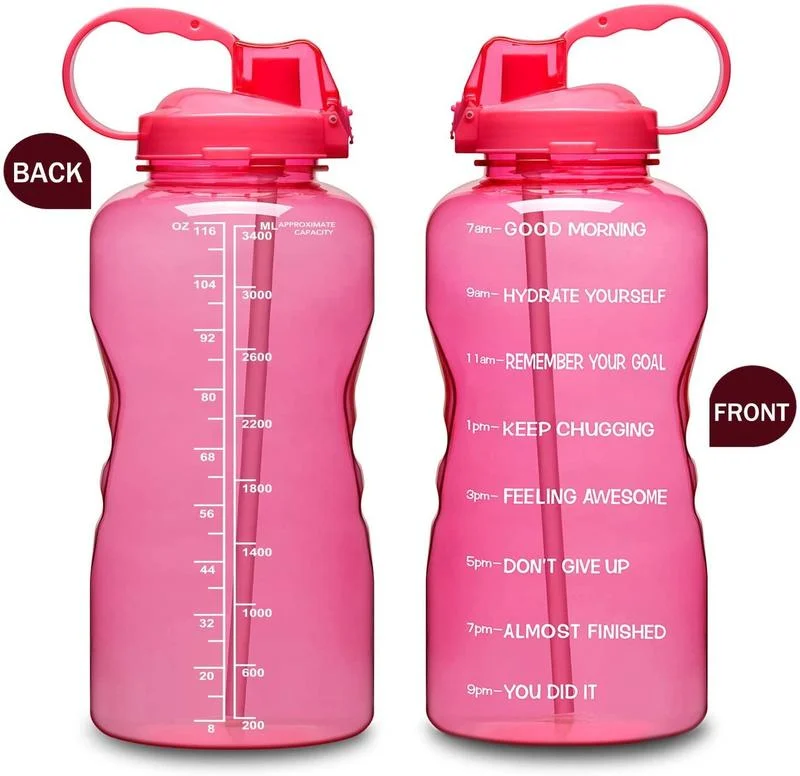 BACK
OZ 116
ML APPROXIMATE
CAPACITY
3400
104
3000
92
2600
80
2200
68
1800
56
1400
44
1000
32
600
20
200
8
7am— GOOD MORNING
9am— HYDRATE YOURSELF
11am— REMEMBER YOUR GOAL
1pm— KEEP CHUGGING
3pm— FEELING AWESOME
5pm— DON'T GIVE UP
7pm— ALMOST FINISHED
9pm— YOU DID IT
FRONT